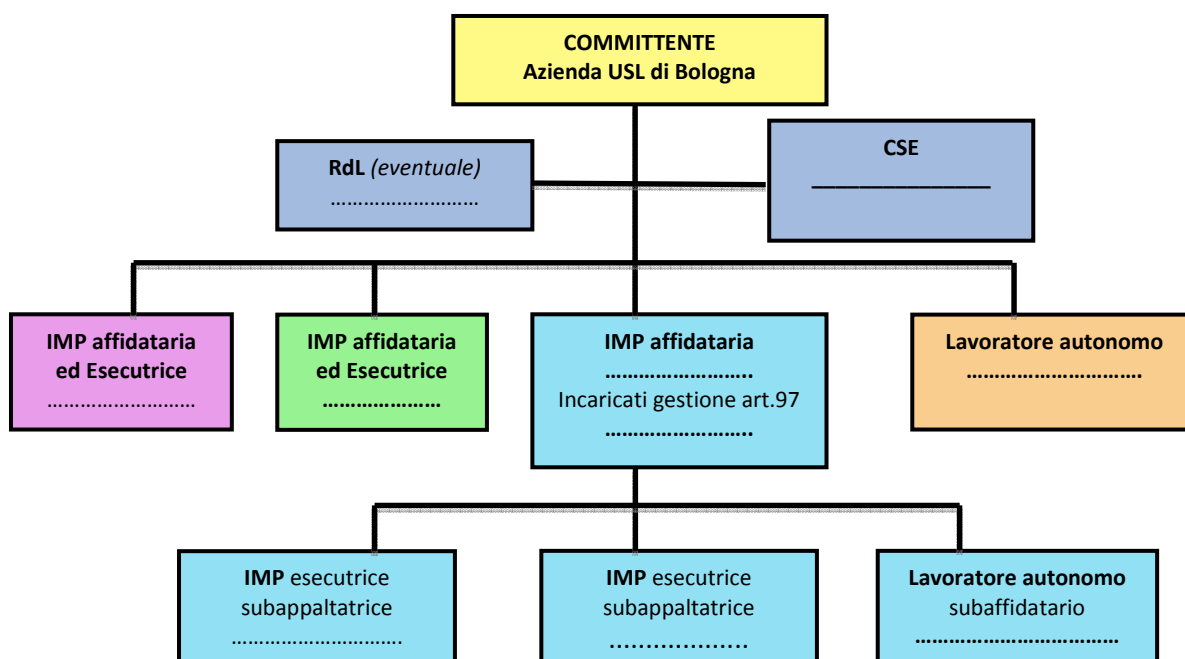 COMMITTENTE
Azienda USL di Bologna
RdL (eventuale)
………………………
CSE
___________________
IMP affidataria
ed Esecutrice
………………………
IMP affidataria
ed Esecutrice
…………………
IMP affidataria
……………………..
Incaricati gestione art.97
……………………..
Lavoratore autonomo
……………………….
IMP esecutrice
subappaltatrice
………………………….
IMP esecutrice
subappaltatrice
...................
Lavoratore autonomo
subaffidatario
………………………………